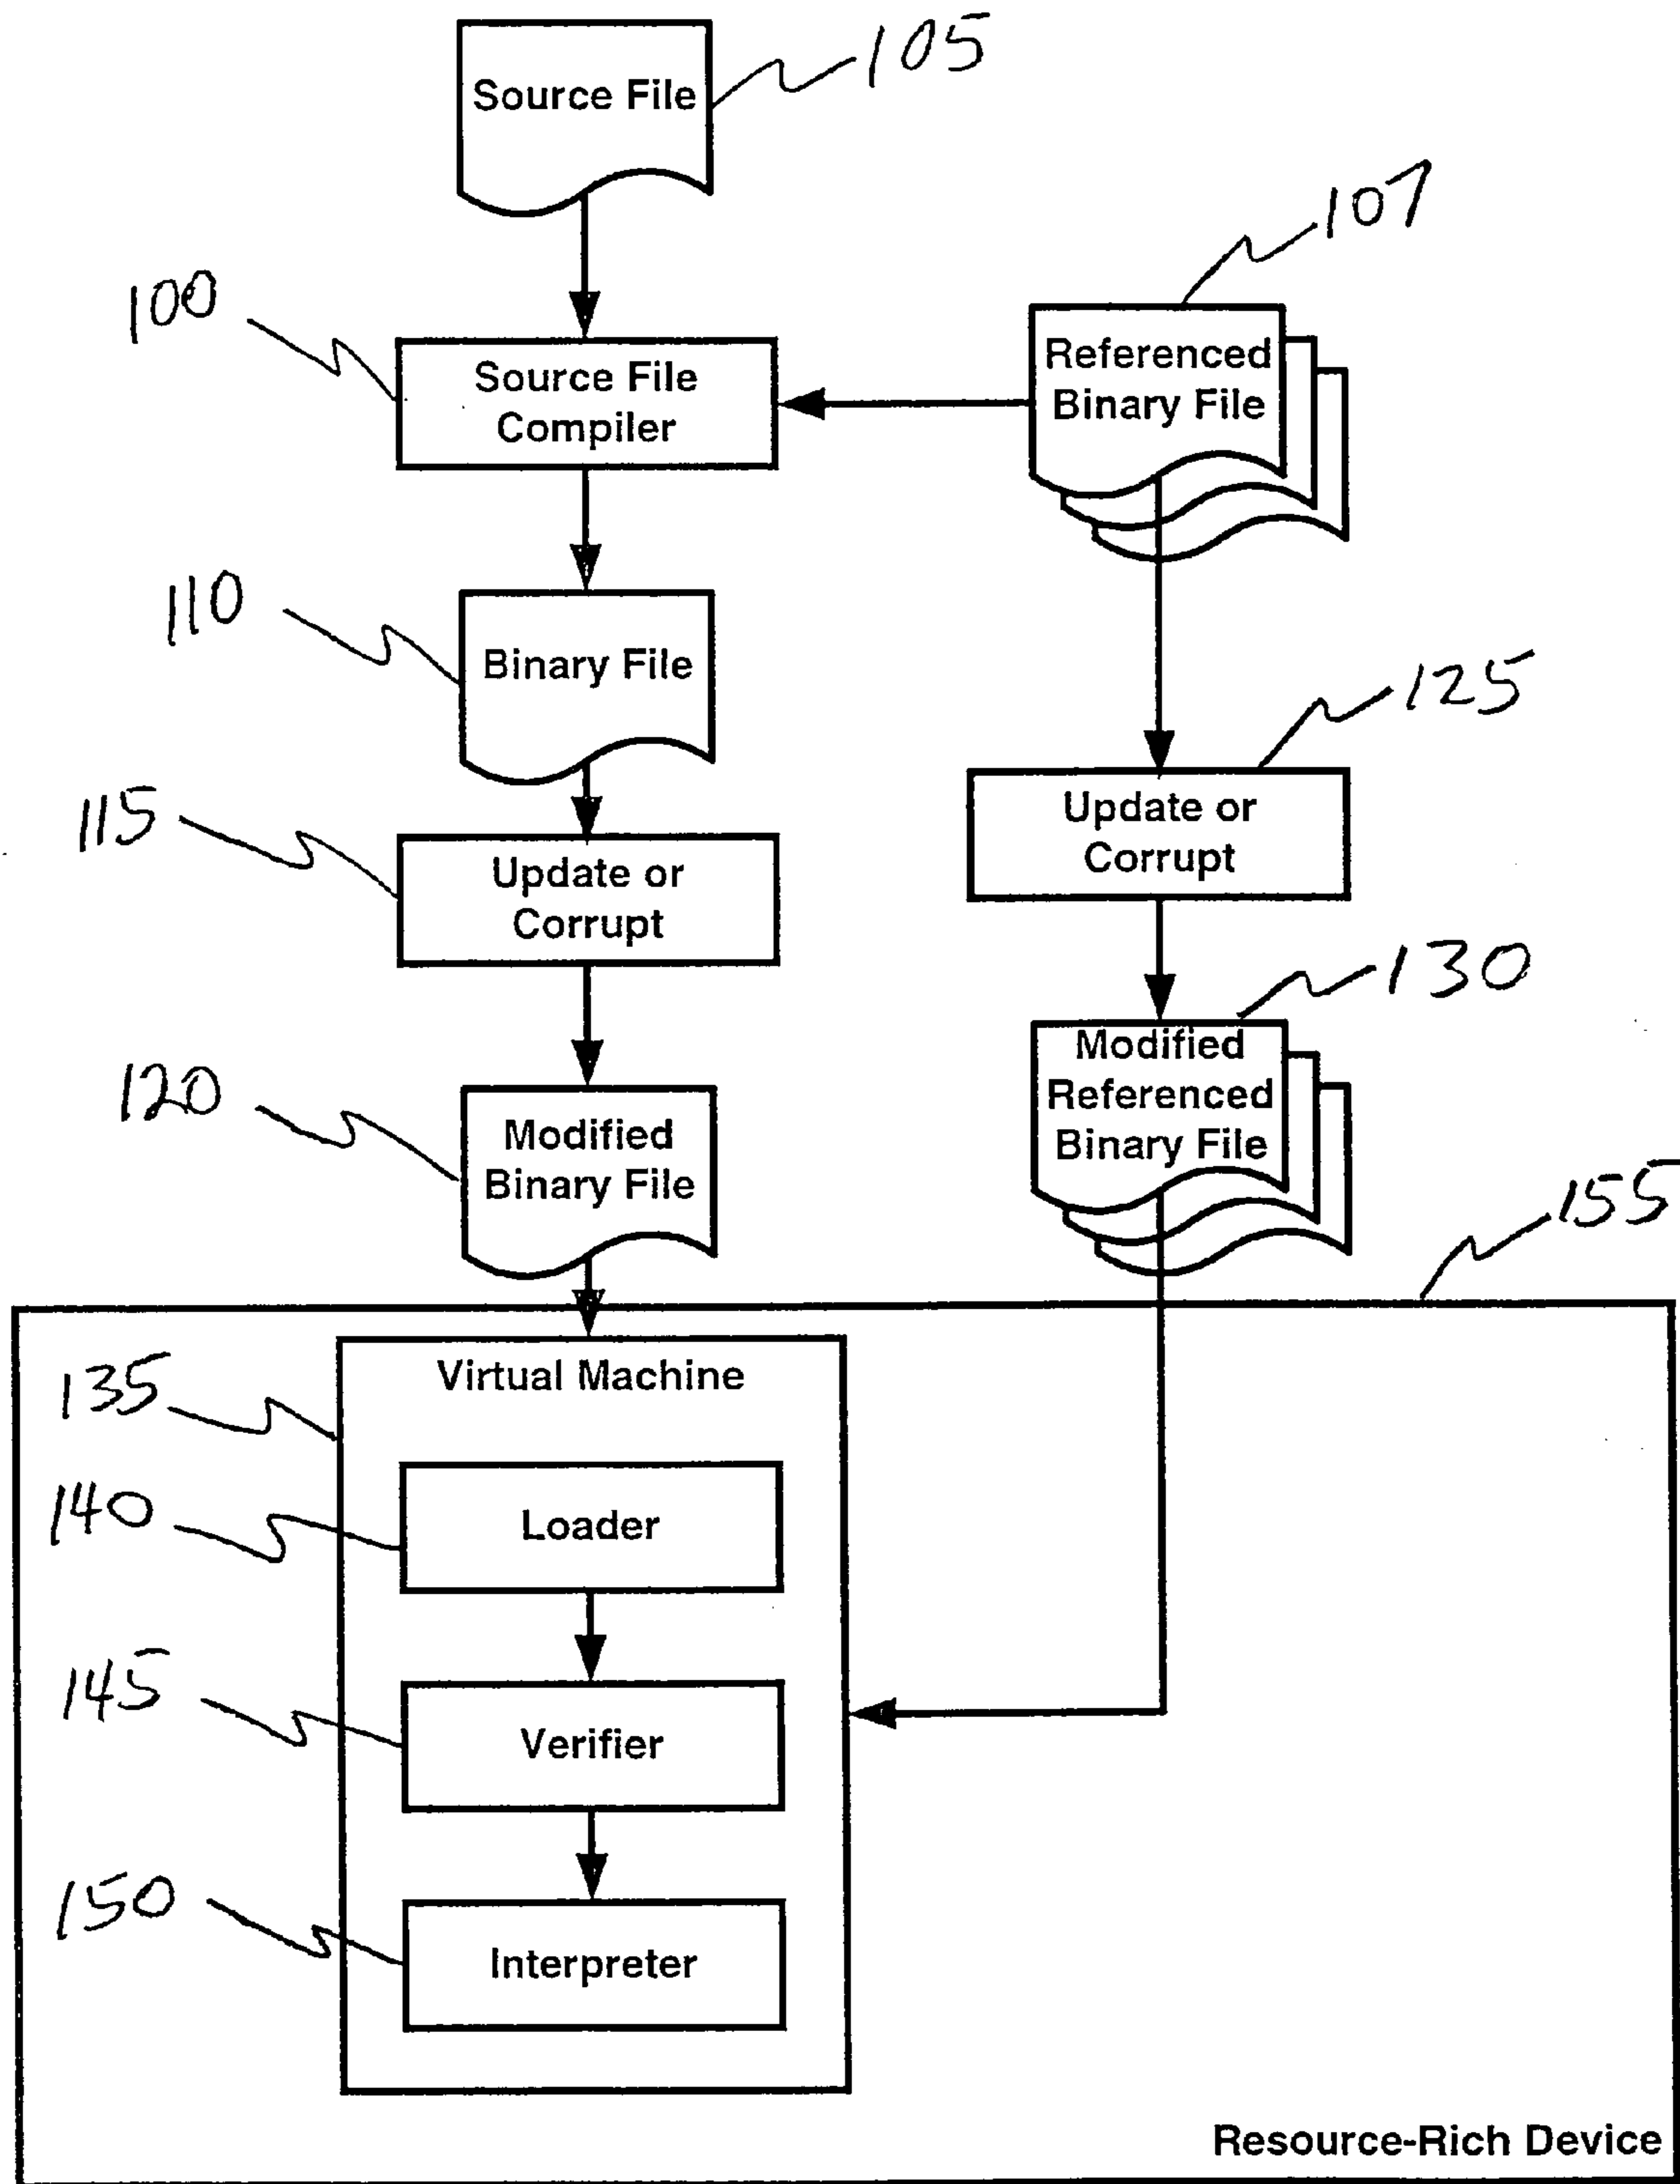 Source File
105
107
100
Source File
Compiler
Referenced
Binary File
110
Binary File
125
115
Update or
Corrupt
Update or
Corrupt
130
120
Modified
Binary File
Modified
Referenced
Binary File
155
135
Virtual Machine
140
Loader
145
Verifier
150
Interpreter
Resource-Rich Device